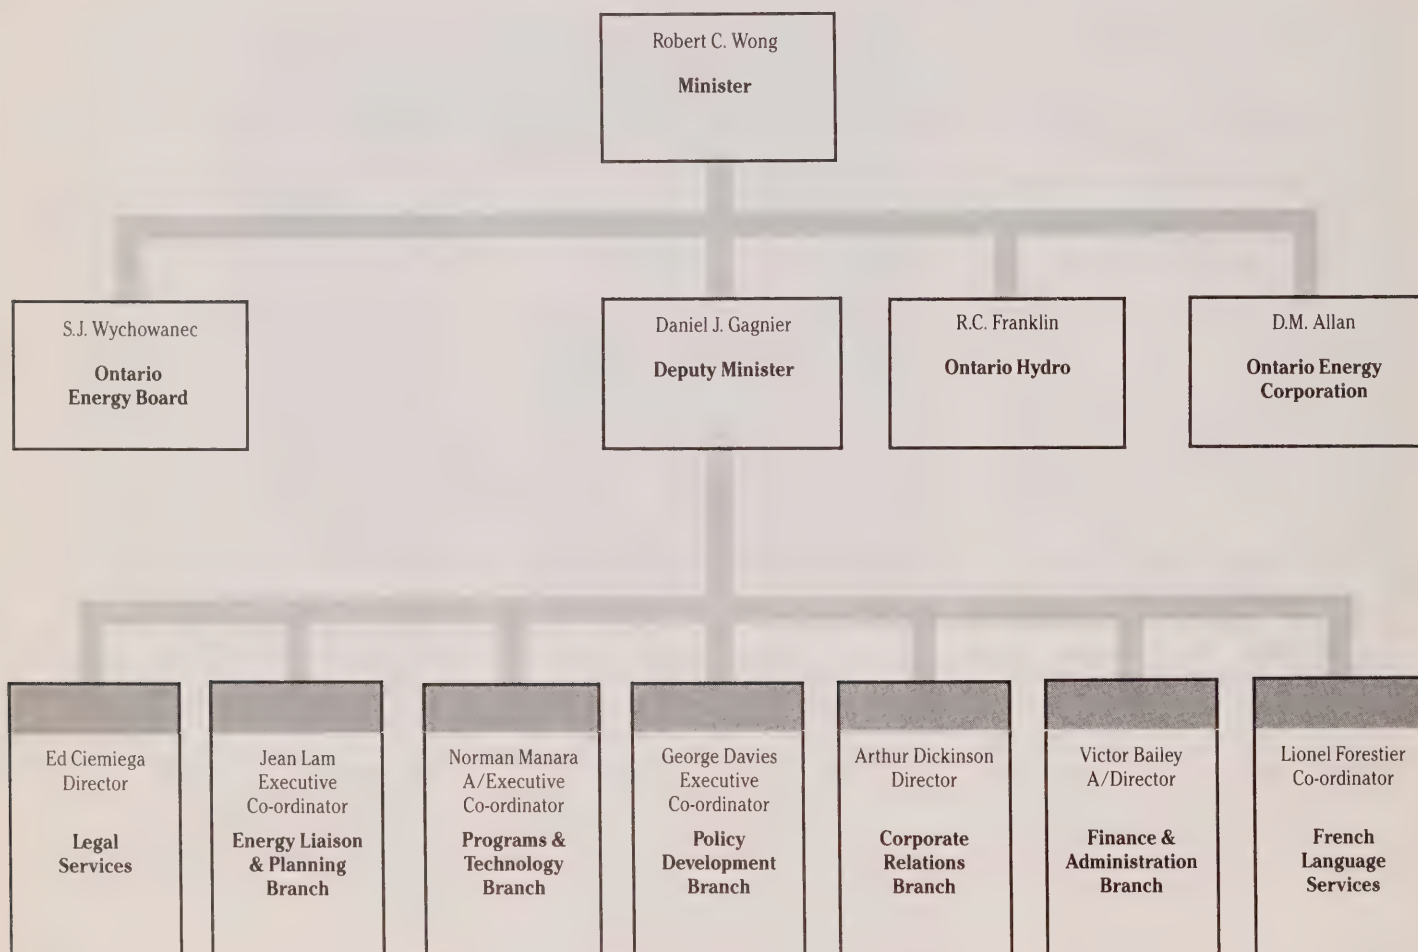 Robert C. Wong
Minister
S.J. Wychowanec
Ontario
Energy Board
Daniel J. Gagnier
Deputy Minister
R.C. Franklin
Ontario Hydro
D.M. Allan
Ontario Energy
Corporation
Ed Ciemiega
Director
Legal
Services
Jean Lam
Executive
Co-ordinator
Energy Liaison
& Planning
Branch
Norman Manara
A/Executive
Co-ordinator
Programs &
Technology
Branch
George Davies
Executive
Co-ordinator
Policy
Development
Branch
Arthur Dickinson
Director
Corporate
Relations
Branch
Victor Bailey
A/Director
Finance &
Administration
Branch
Lionel Forestier
Co-ordinator
French
Language
Services